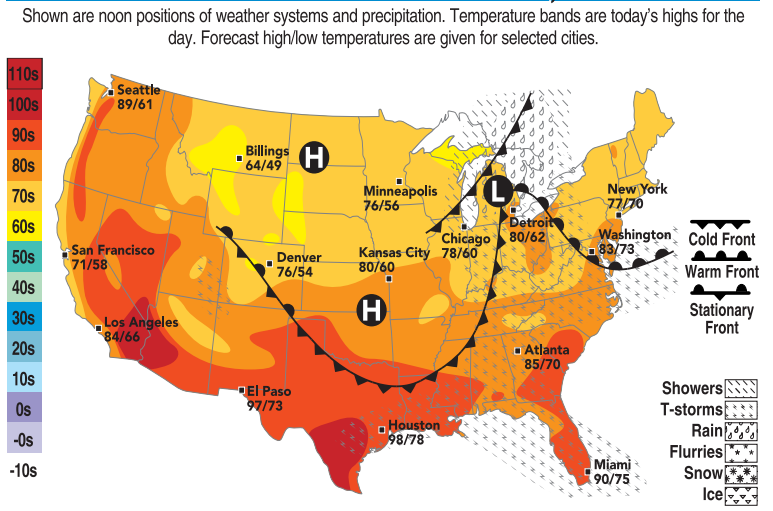 Shown are noon positions of weather systems and precipitation. Temperature bands are today's highs for the
day. Forecast high/low temperatures are given for selected cities.
110s
100s
90s
80s
70s
60s
50s
40s
30s
20s
10s
0s
-0s
-10s
Seattle
89/61
Billings
64/49
H
Minneapolis
76/56
L
New York
77/70
Detroit
80/62
Washington
83/73
Chicago
78/60
San Francisco
71/58
Denver
76/54
Kansas City
80/60
H
Los Angeles
84/66
Atlanta
85/70
El Paso
97/73
Houston
98/78
Miami
90/75
Cold Front
Warm Front
Stationary
Front
Showers
T-storms
Rain
Flurries
Snow
Ice